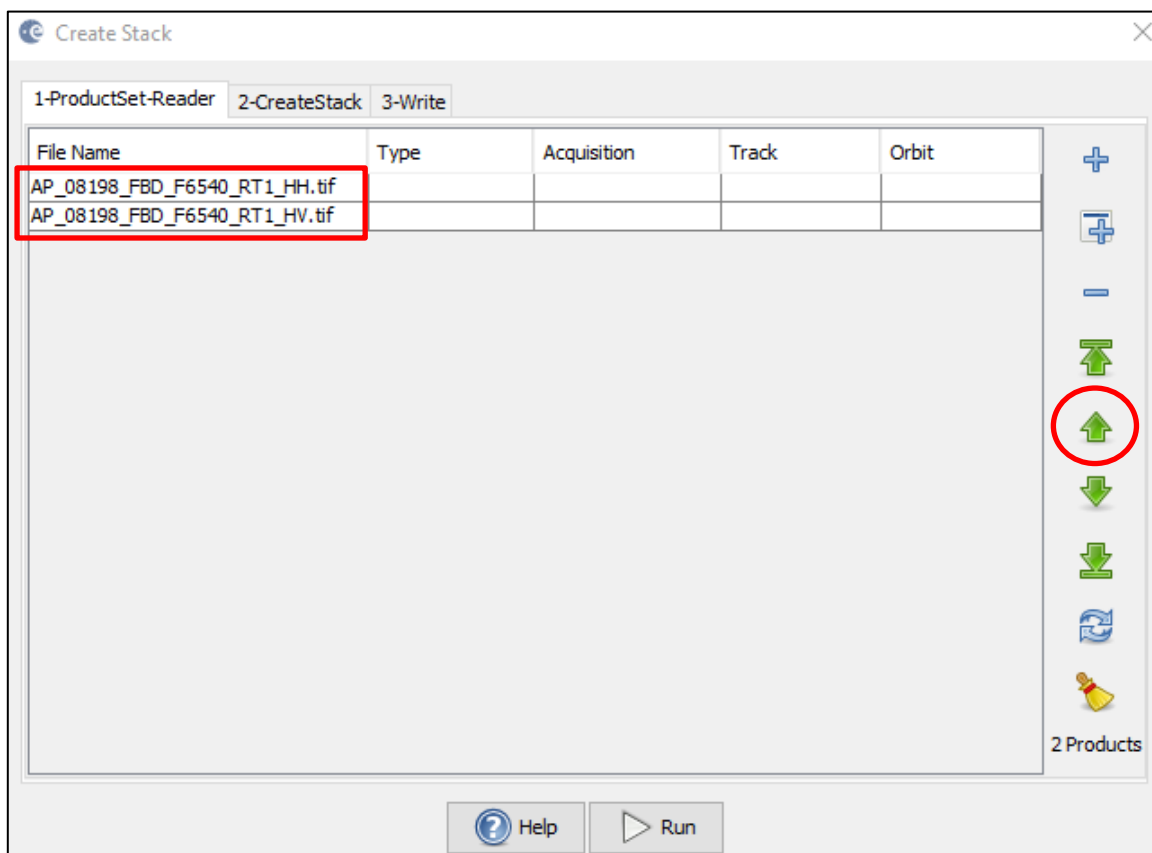 Create Stack
1-ProductSet-Reader 2-CreateStack 3-Write
File Name Type Acquisition Track Orbit
AP_08198_FBD_F6540_RT1_HH.tif
AP_08198_FBD_F6540_RT1_HV.tif
2 Products
Help Run